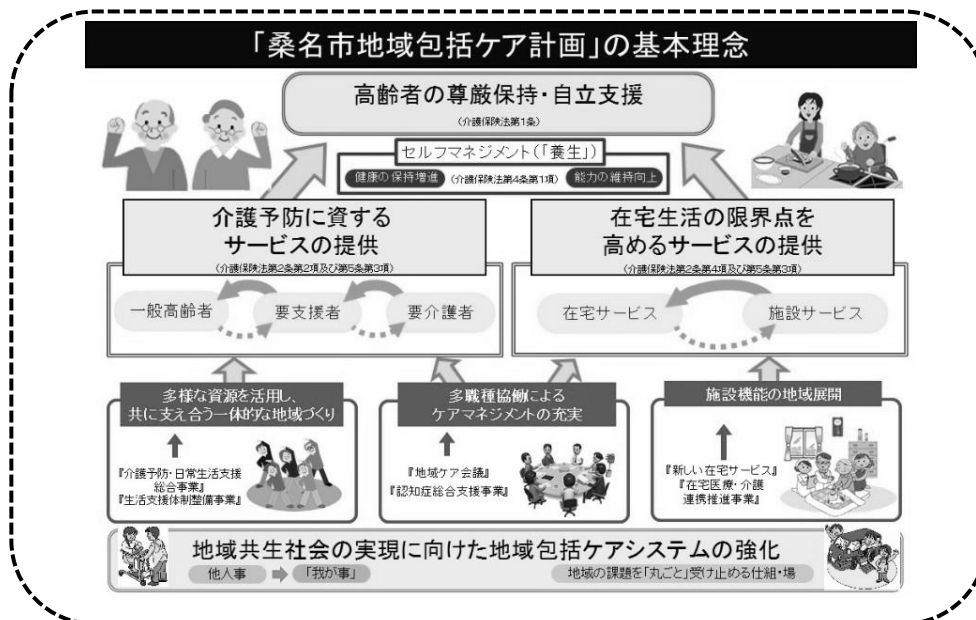 「桑名市地域包括ケア計画」の基本理念
高齢者の尊厳保持・自立支援
(介護保険法第1条)
セルフマネジメント(「養生」)
健康の保持増進 (介護保険法第4条第1項) 能力の維持向上
介護予防に資する
サービスの提供
(介護保険法第2条第2項及び第5条第3項)
一般高齢者 要支援者 要介護者
在宅生活の限界点を
高めるサービスの提供
(介護保険法第2条第4項及び第5条第3項)
在宅サービス 施設サービス
多様な資源を活用し、
共に支え合う一体的な地域づくり
『介護予防・日常生活支援
総合事業』
『生活支援体制整備事業』
多職種協働による
ケアマネジメントの充実
『地域ケア会議』
『認知症総合支援事業』
施設機能の地域展開
『新しい在宅サービス』
『在宅医療・介護
連携推進事業』
地域共生社会の実現に向けた地域包括ケアシステムの強化
他人事 「我が事」 地域の課題を「丸ごと」受け止める仕組・場